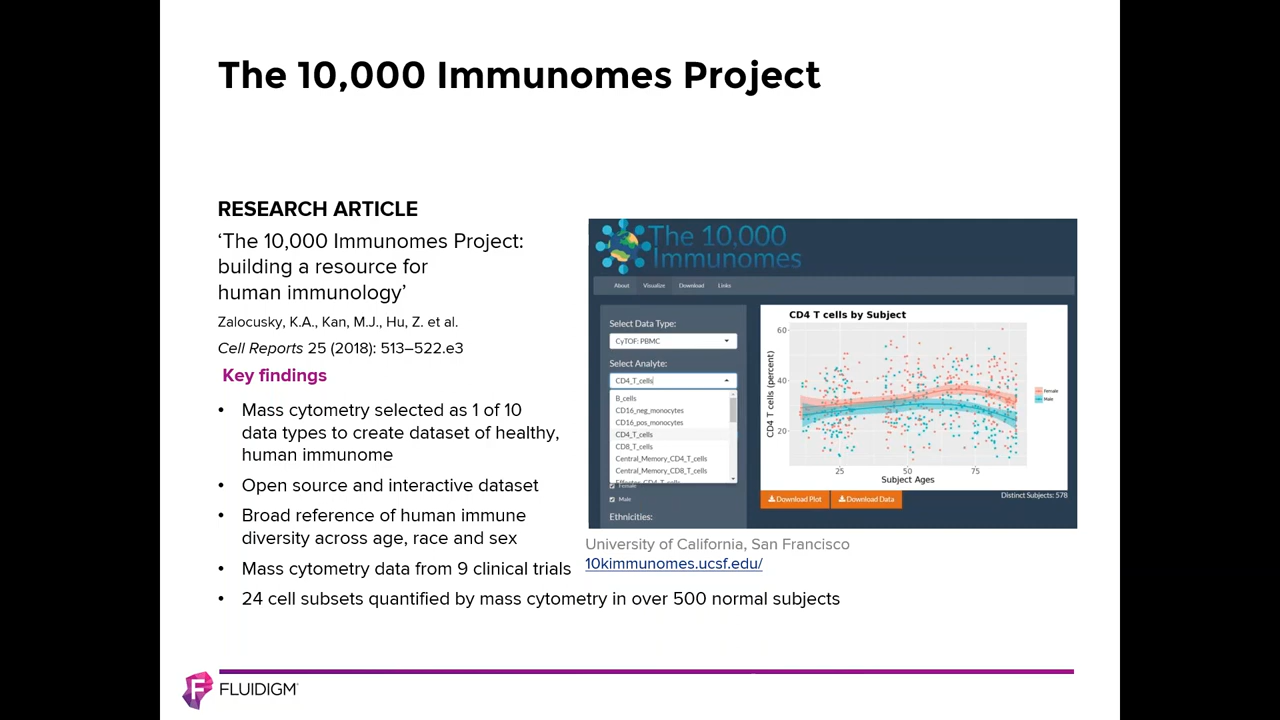 The 10,000 Immunomes Project
RESEARCH ARTICLE
‘The 10,000 Immunomes Project:
building a resource for
human immunology’
Zalocusky, K.A., Kan, M.J., Hu, Z. et al.
Cell Reports 25 (2018): 513–522.e3
Key findings
• Mass cytometry selected as 1 of 10
data types to create dataset of healthy,
human immunome
• Open source and interactive dataset
• Broad reference of human immune
diversity across age, race and sex
• Mass cytometry data from 9 clinical trials
• 24 cell subsets quantified by mass cytometry in over 500 normal subjects
The 10,000
Immunomes
About Visualize Download Links
Select Data Type:
CyTOF: PBMC
Select Analyte:
CD4_T_cells
B_cells
CD16_neg_monocytes
CD16_pos_monocytes
CD4_T_cells
CD8_T_cells
Central_Memory_CD4_T_cells
Central_Memory_CD8_T_cells
Effector_CD4_T_cells
Female
Male
Ethnicities:
CD4 T cells by Subject
CD4 T cells (percent)
60
40
20
25 50 75
Subject Ages
Female
Male
Download Plot Download Data
Distinct Subjects: 578
University of California, San Francisco
10kimmunomes.ucsf.edu/
F FLUIDIGM